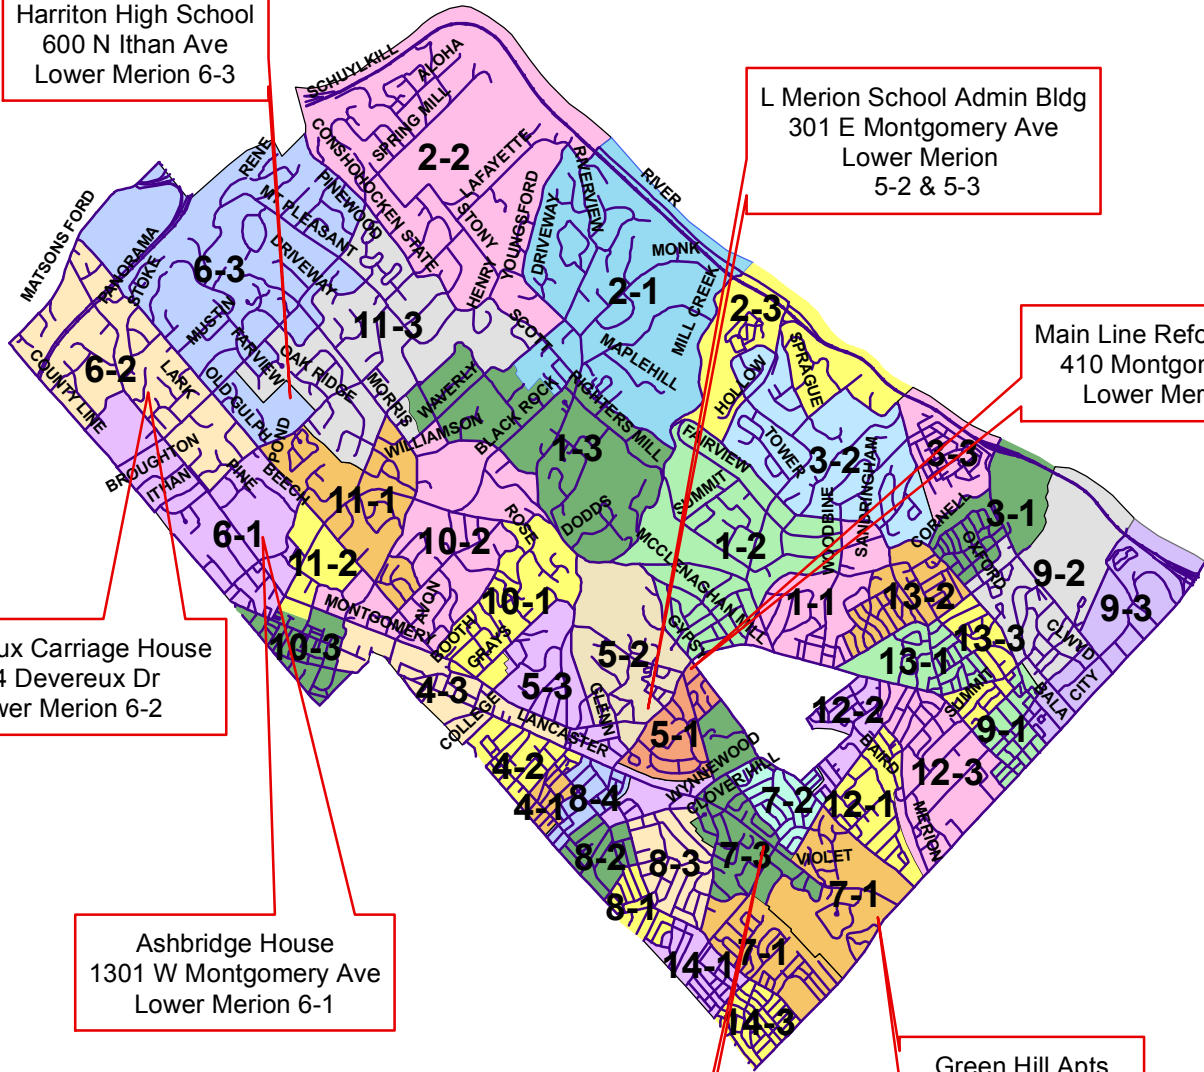 Harriton High School
600 N Ithan Ave
Lower Merion 6-3
L Merion School Admin Bldg
301 E Montgomery Ave
Lower Merion
5-2 & 5-3
Main Line Refo
410 Montgor
Lower Mer
ux Carriage House
4 Devereux Dr
wer Merion 6-2
Ashbridge House
1301 W Montgomery Ave
Lower Merion 6-1
Green Hill Apts
SCHUYLKILL
ALOHA
SPRING MILL
CONSHOHOCKEN STATE
2-2
LAFAYETTE
RENE
PINEWOOD
MT PLEASANT
STONY
YOUNGSFORD
HENRY
DRIVEWAY
RIVERVIEW
RIVER
MONK
MATSONS FORD
PANORAMA
STOKE
6-3
DRIVEWAY
MUSTIN
FARVIEW
11-3
SCOTT
2-1
MILL CREEK
MAPLEHILL
2-3
SPRAGUE
HOLLOW
6-2
COUNTY LINE
LARK
OLD GULPH
OAK RIDGE
MORRIS
WAVERLY
WILLIAMSON
BLACK ROCK
RIGHTERS MILL
1-3
DODDS
FAIRVIEW
TOWER
3-2
SANDRINGHAM
WOODBINE
3-3
CORNELL
3-1
OXFORD
BROUGHTON
ITHAN
PINE
POND
BEECH
11-1
6-1
11-2
10-2
ROSE
SUMMIT
1-2
MCCLENAGHAN MILL
1-1
13-2
9-2
9-3
MONTGOMERY
AVON
10-1
BOOTH
GRAYS
10-3
GYPSY
5-2
13-3
13-1
CLWYD
CITY
BALA
SUMMIT
4-3
COLLEGE
5-3
GLENN
LANCASTER
5-1
12-2
9-1
BAIRD
12-3
4-2
4-1
8-4
WYNNEWOOD
CLOVER HILL
7-2
12-1
MERION
8-2
8-3
7-3
VIOLET
7-1
8-1
14-1
7-1
14-3